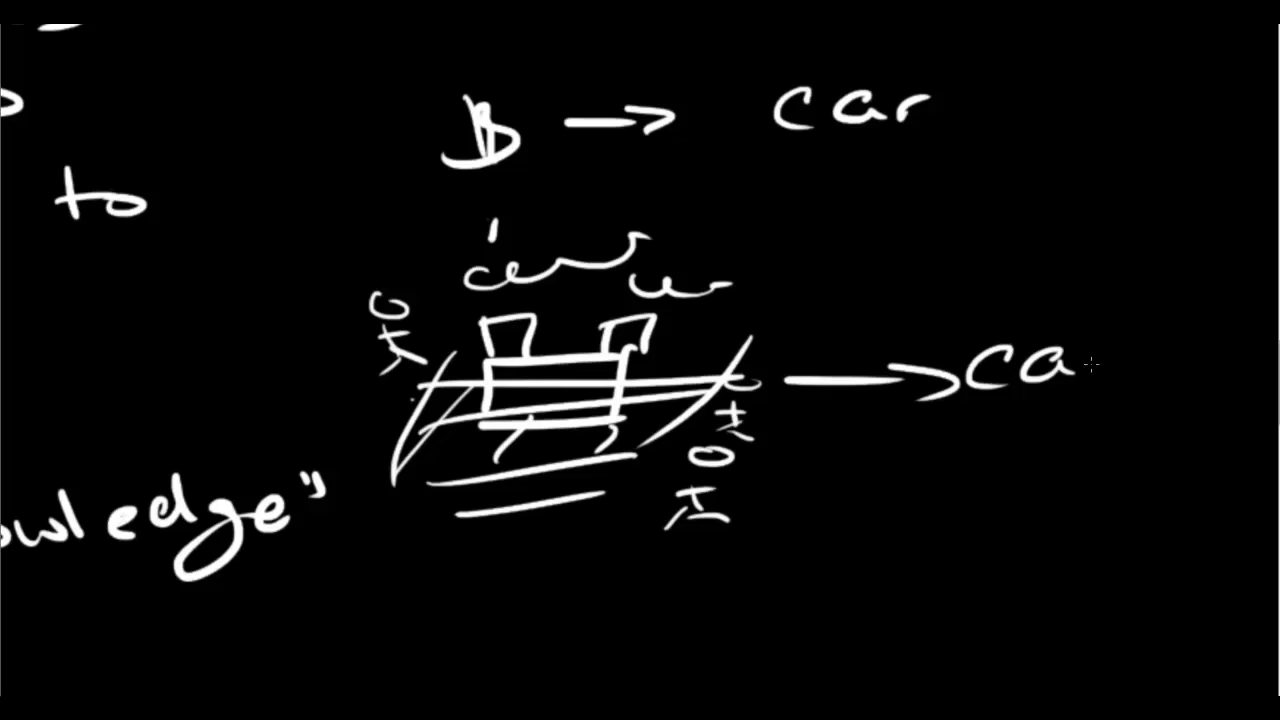 B → car
to
→ ca
owledge"